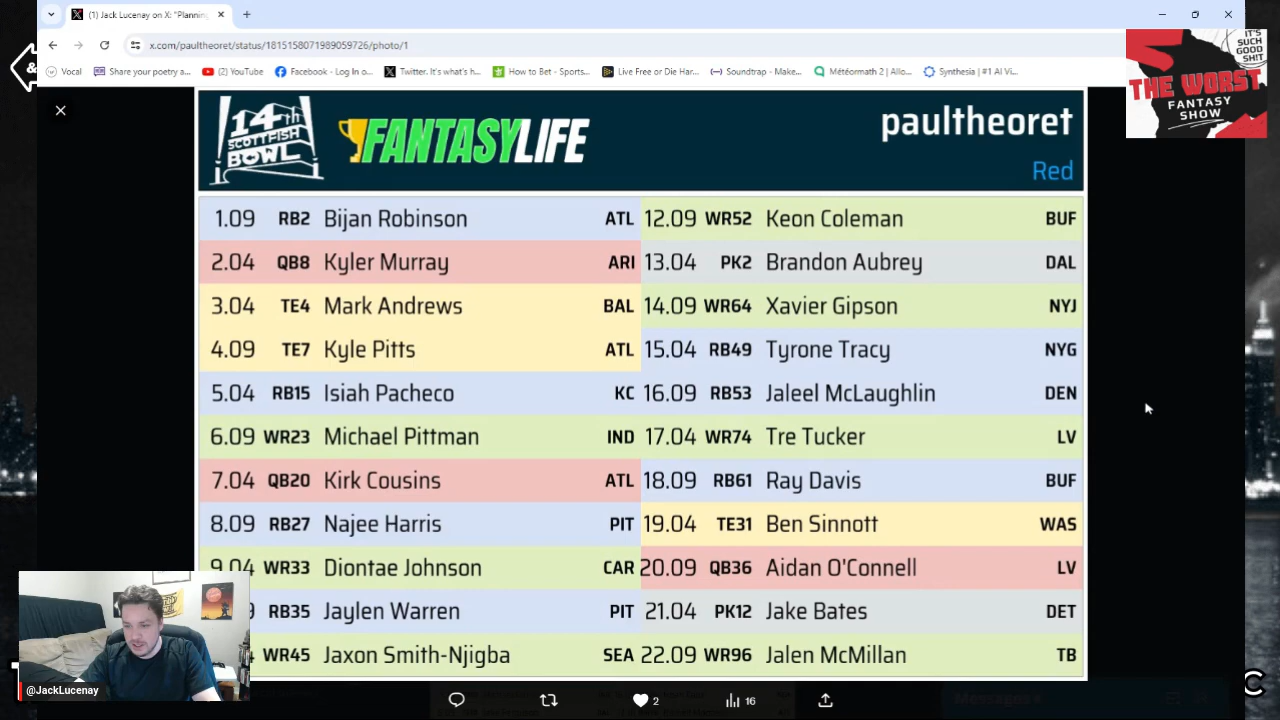 (1) Jack Lucenay on X: "Planning
x.com/paultheoret/status/1815158071989059726/photo/1
Vocal
Share your poetry a...
(2) YouTube
Facebook - Log In o...
Twitter. It's what's h...
How to Bet - Sports...
Live Free or Die Har...
Soundtrap - Make...
Météormath 2 | Allo...
Synthesia | #1 AI Vi...
IT'S
SUCH
GOOD
SH!T
THE WORST
FANTASY
SHOW
14th
SCOTTFISH
BOWL
FANTASYLIFE
paultheoret
Red
1.09 RB2 Bijan Robinson ATL
2.04 QB8 Kyler Murray ARI
3.04 TE4 Mark Andrews BAL
4.09 TE7 Kyle Pitts ATL
5.04 RB15 Isiah Pacheco KC
6.09 WR23 Michael Pittman IND
7.04 QB20 Kirk Cousins ATL
8.09 RB27 Najee Harris PIT
9.04 WR33 Diontae Johnson CAR
RB35 Jaylen Warren PIT
WR45 Jaxon Smith-Njigba SEA
12.09 WR52 Keon Coleman BUF
13.04 PK2 Brandon Aubrey DAL
14.09 WR64 Xavier Gipson NYJ
15.04 RB49 Tyrone Tracy NYG
16.09 RB53 Jaleel McLaughlin DEN
17.04 WR74 Tre Tucker LV
18.09 RB61 Ray Davis BUF
19.04 TE31 Ben Sinnott WAS
20.09 QB36 Aidan O'Connell LV
21.04 PK12 Jake Bates DET
22.09 WR96 Jalen McMillan TB
2
16
@JackLucenay
Messages
&
C